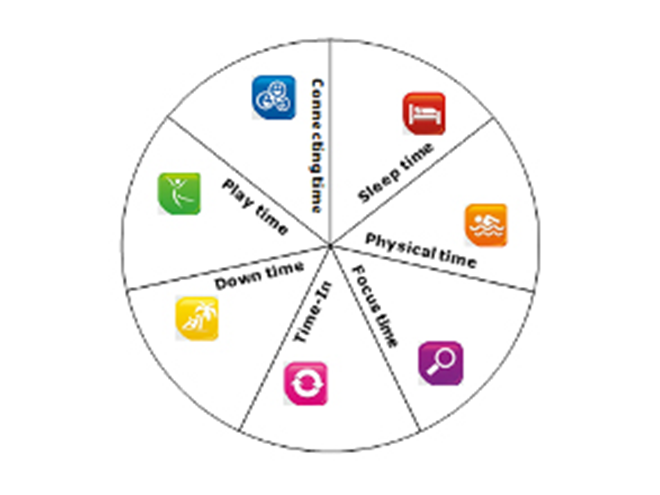 Connecting time
Sleep time
Physical time
Focus time
Time-In
Down time
Play time